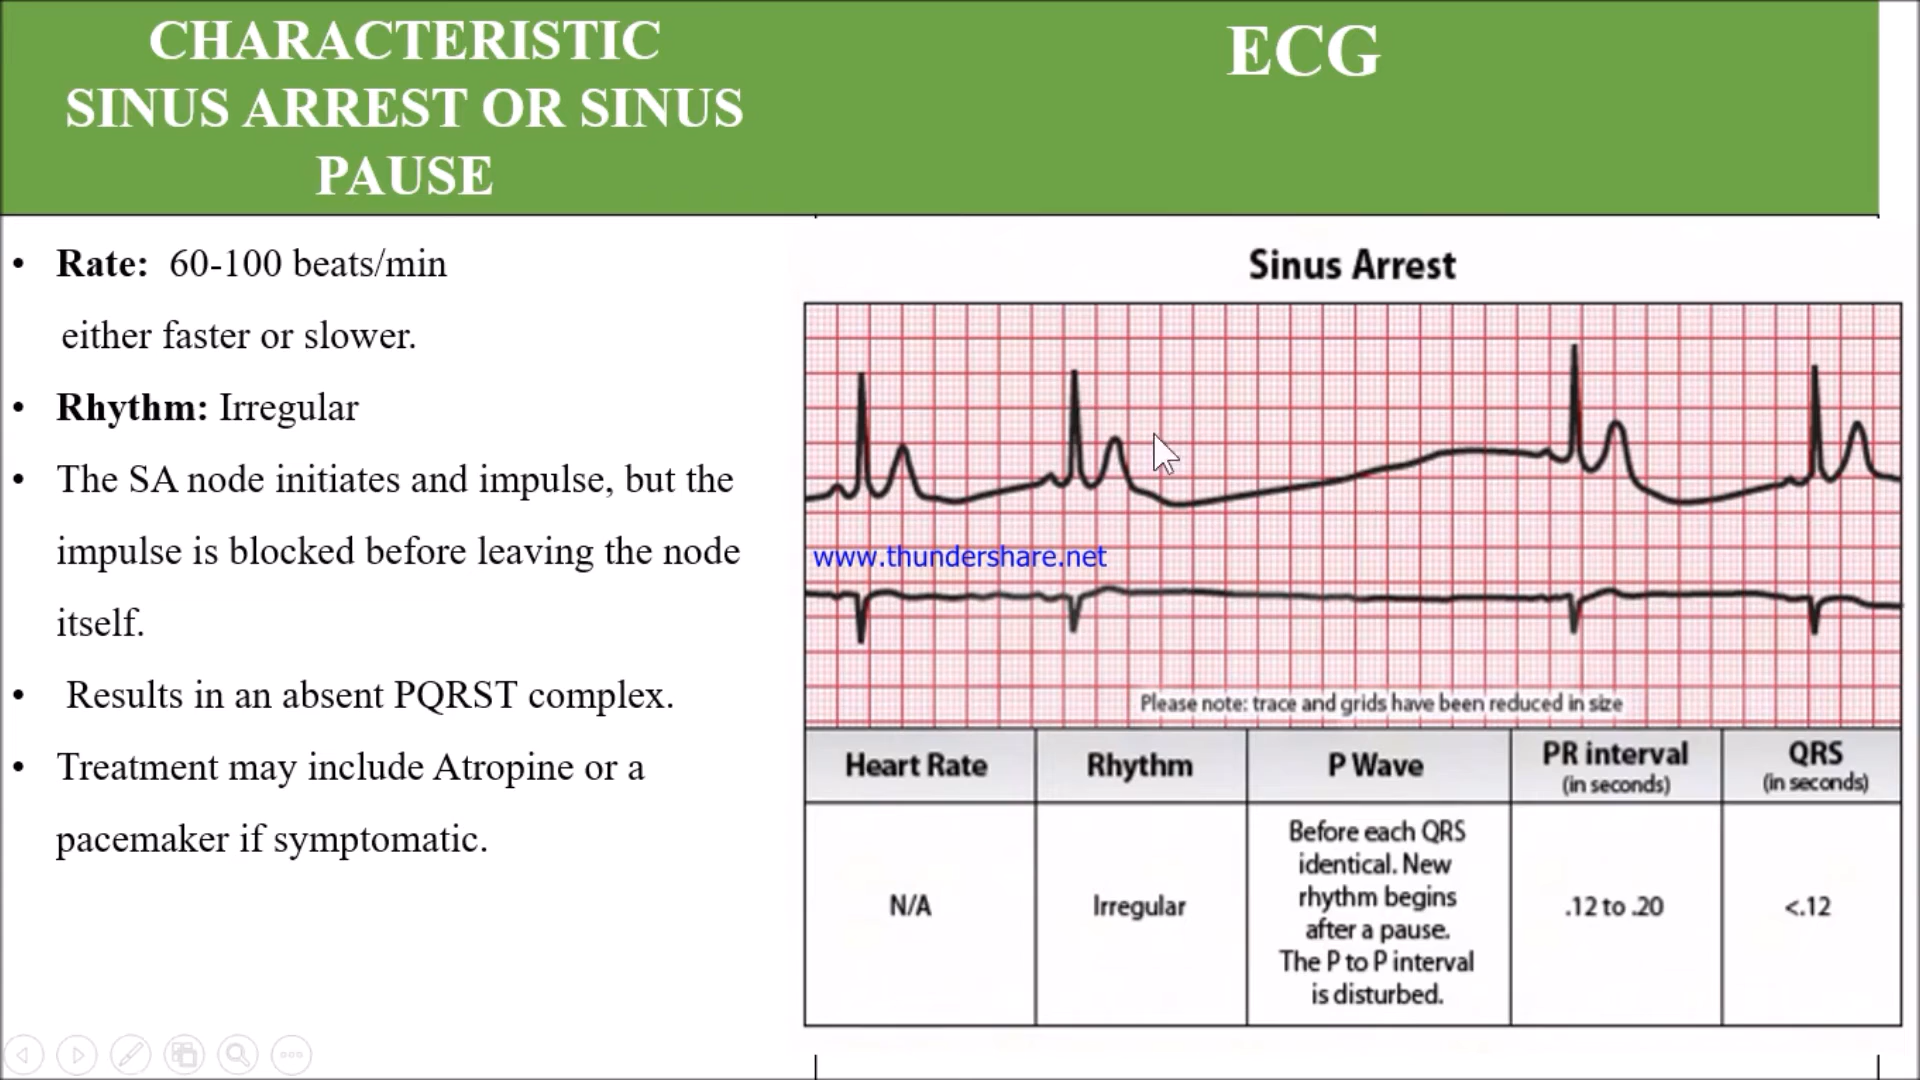 CHARACTERISTIC
SINUS ARREST OR SINUS
PAUSE
ECG
• Rate: 60-100 beats/min
either faster or slower.
• Rhythm: Irregular
• The SA node initiates and impulse, but the
impulse is blocked before leaving the node
itself.
• Results in an absent PQRST complex.
• Treatment may include Atropine or a
pacemaker if symptomatic.
Sinus Arrest
www.thundershare.net
Please note: trace and grids have been reduced in size
Heart Rate
Rhythm
P Wave
PR interval
(in seconds)
QRS
(in seconds)
N/A
Irregular
Before each QRS
identical. New
rhythm begins
after a pause.
The P to P interval
is disturbed.
.12 to .20
<.12